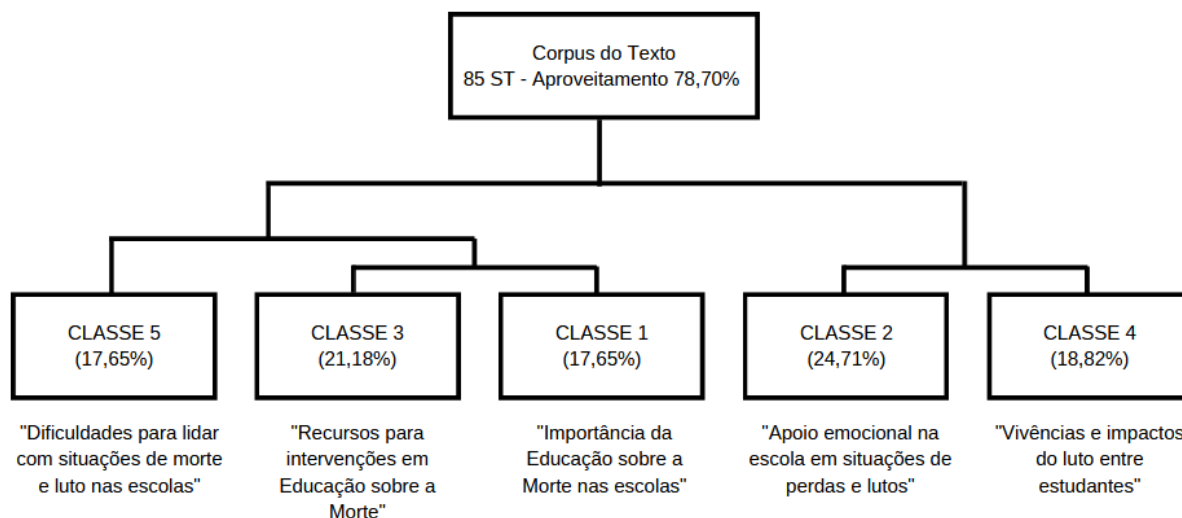 Corpus do Texto
85 ST - Aproveitamento 78,70%
CLASSE 5
(17,65%)
CLASSE 3
(21,18%)
CLASSE 1
(17,65%)
CLASSE 2
(24,71%)
CLASSE 4
(18,82%)
"Dificuldades para lidar
com situações de morte
e luto nas escolas"
"Recursos para
intervenções em
Educação sobre a
Morte"
"Importância da
Educação sobre a
Morte nas escolas"
"Apoio emocional na
escola em situações de
perdas e lutos"
"Vivências e impactos
do luto entre
estudantes"